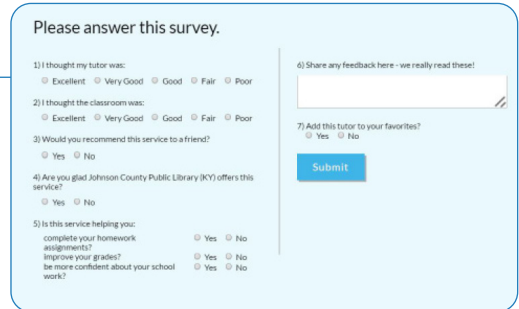 Please answer this survey.
1) I thought my tutor was:
Excellent Very Good Good Fair Poor
2) I thought the classroom was:
Excellent Very Good Good Fair Poor
3) Would you recommend this service to a friend?
Yes No
4) Are you glad Johnson County Public Library (KY) offers this
service?
Yes No
5) Is this service helping you:
complete your homework Yes No
assignments?
improve your grades? Yes No
be more confident about your school Yes No
work?
6) Share any feedback here - we really read these!
7) Add this tutor to your favorites?
Yes No
Submit